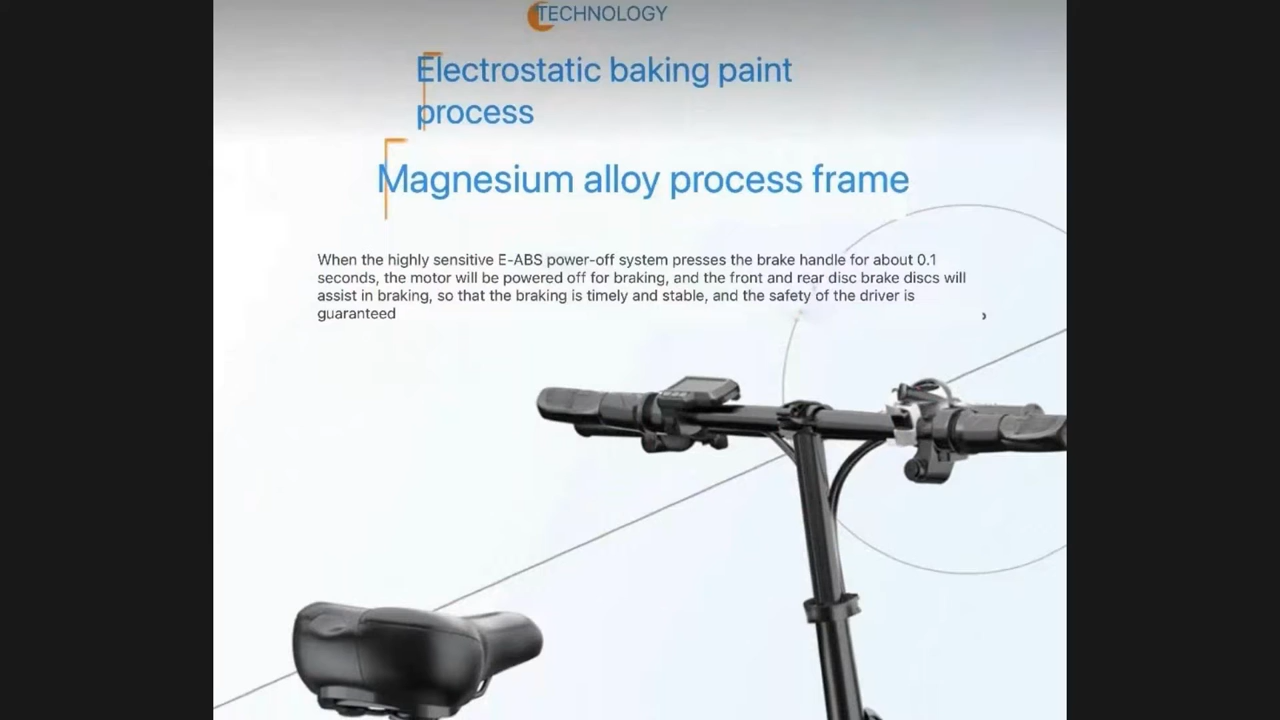 TECHNOLOGY
Electrostatic baking paint
process
Magnesium alloy process frame
When the highly sensitive E-ABS power-off system presses the brake handle for about 0.1
seconds, the motor will be powered off for braking, and the front and rear disc brake discs will
assist in braking, so that the braking is timely and stable, and the safety of the driver is
guaranteed